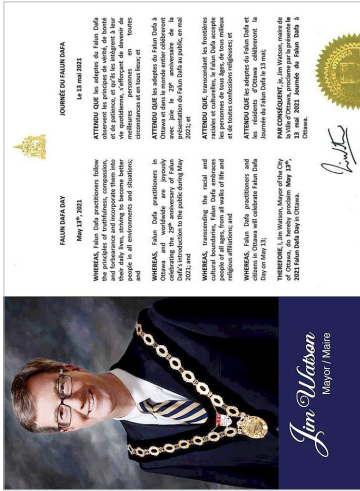 Jim Watson
Mayor / Maire
FALUN DAFA DAY
May 13th, 2021
WHEREAS, Falun Dafa practitioners follow
the principles of truthfulness, compassion,
and forbearance and incorporate them into
their daily lives, striving to become better
people in all environments and situations;
and
WHEREAS, Falun Dafa practitioners in
Ottawa and worldwide are joyously
celebrating the 29th anniversary of Falun
Dafa's introduction to the public during May
2021; and
WHEREAS, transcending the racial and
cultural boundaries, Falun Dafa embraces
people of all ages, from all walks of life and
religious affiliations; and
WHEREAS, Falun Dafa practitioners and
citizens in Ottawa will celebrate Falun Dafa
Day on May 13;
THEREFORE, I, Jim Watson, Mayor of the City
of Ottawa, do hereby proclaim May 13th,
2021 Falun Dafa Day in Ottawa.
JOURNÉE DU FALUN DAFA
Le 13 mai 2021
ATTENDU QUE les adeptes du Falun Dafa
observent les principes de vérité, de bonté
et de patience, et qu'ils les intègrent à leur
vie quotidienne, s'efforçant de devenir de
meilleures personnes en toutes
circonstances et en tous lieux; et
ATTENDU QUE les adeptes du Falun Dafa à
Ottawa et dans le monde entier célèbrent
avec joie le 29e anniversaire de la
présentation du Falun Dafa au public, en mai
2021; et
ATTENDU QUE, transcendant les frontières
raciales et culturelles, le Falun Dafa accepte
les personnes de tous âges, de tous milieux
et de toutes confessions religieuses; et
ATTENDU QUE les adeptes du Falun Dafa et
les résidents d'Ottawa célébreront la
Journée du Falun Dafa le 13 mai;
PAR CONSÉQUENT, je, Jim Watson, maire de
la Ville d'Ottawa, proclame par la présente le
13 mai 2021 Journée du Falun Dafa à
Ottawa.